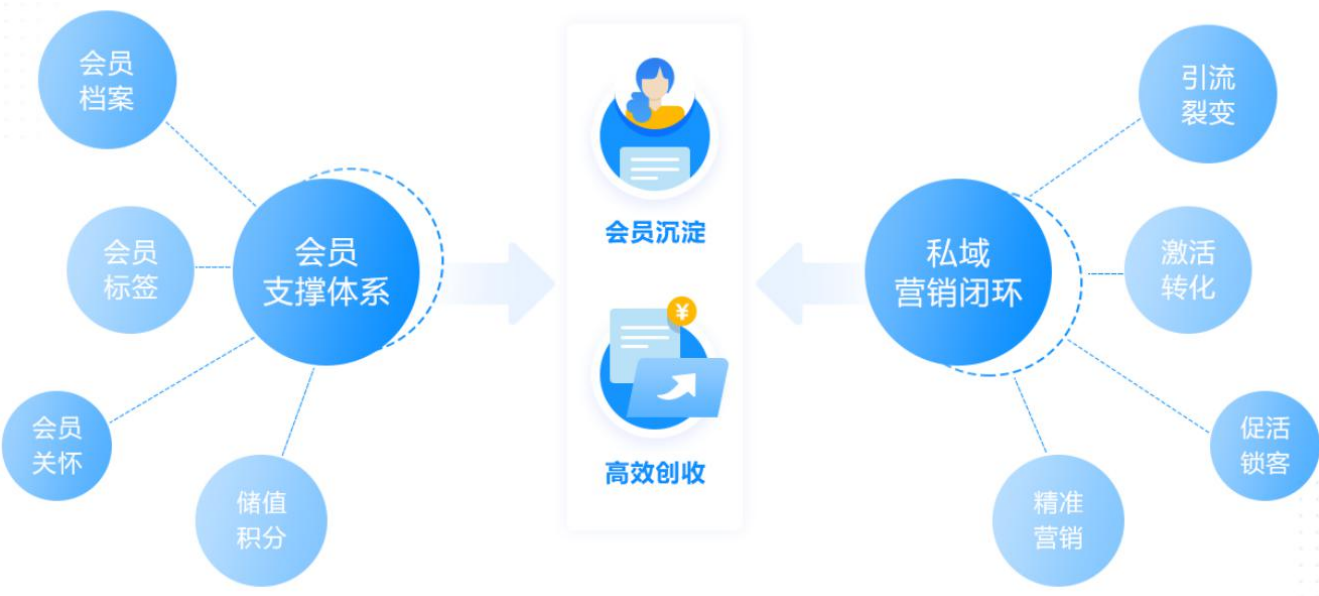 会员
档案
会员
标签
会员
关怀
储值
积分
会员
支撑体系
会员沉淀
¥
高效创收
私域
营销闭环
引流
裂变
激活
转化
促活
锁客
精准
营销